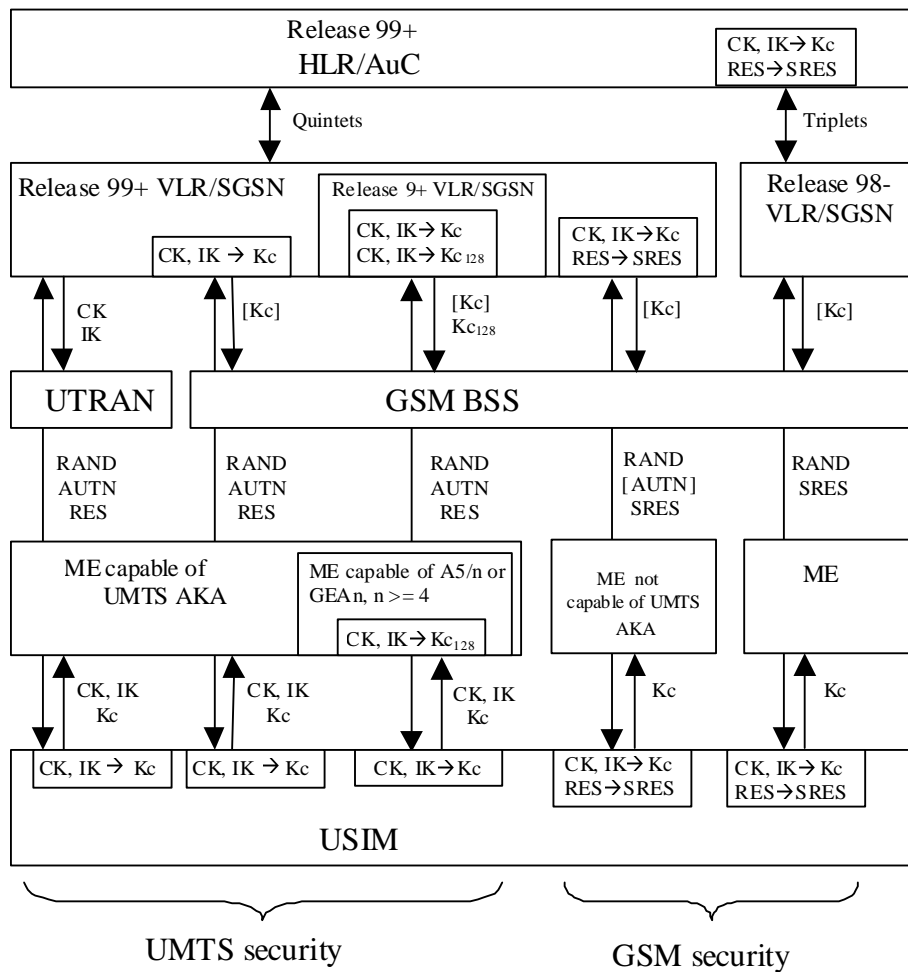 Release 99+
HLR/AuC
CK, IK→ Kc
RES→SRES
Quintets
Triplets
Release 99+ VLR/SGSN
CK, IK → Kc
Release 9+ VLR/SGSN
CK, IK→ Kc
CK, IK→ Kc128
CK, IK→Kc
RES→SRES
Release 98-
VLR/SGSN
CK
IK
[Kc]
[Kc]
Kc128
[Kc]
[Kc]
UTRAN
GSM BSS
RAND
AUTN
RES
RAND
AUTN
RES
RAND
AUTN
RES
RAND
[AUTN]
SRES
RAND
SRES
ME capable of
UMTS AKA
ME capable of A5/n or
GEAn, n >= 4
CK, IK→ Kc128
ME not
capable of UMTS
AKA
ME
CK, IK
Kc
CK, IK
Kc
CK, IK
Kc
Kc
Kc
CK, IK → Kc
CK, IK → Kc
CK, IK→Kc
CK, IK→Kc
RES→SRES
CK, IK→Kc
RES→SRES
USIM
UMTS security
GSM security